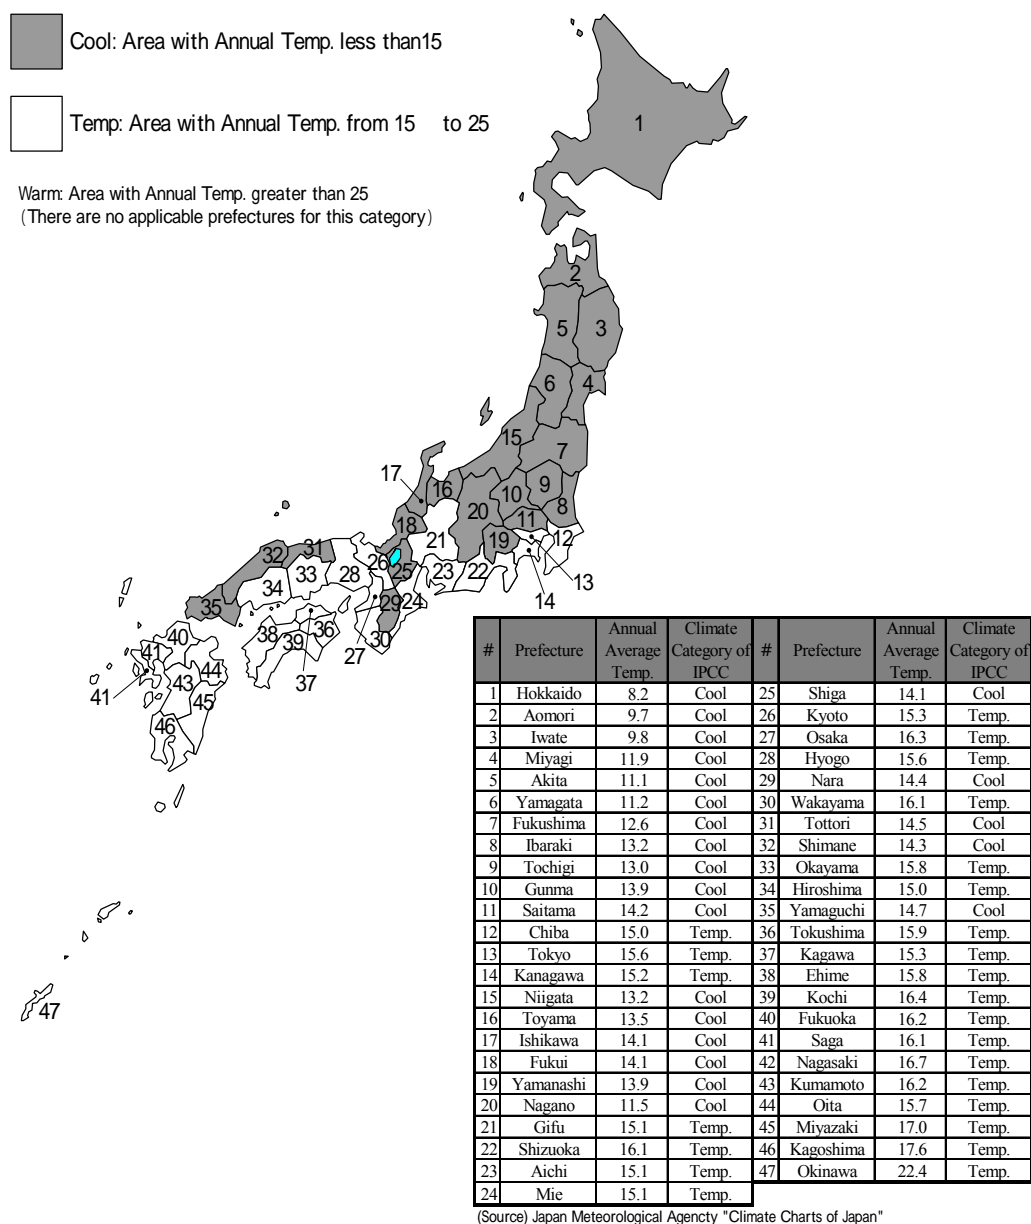 Cool: Area with Annual Temp. less than15
Temp: Area with Annual Temp. from 15 to 25
Warm: Area with Annual Temp. greater than 25
(There are no applicable prefectures for this category)
1
2
5 3
6 4
15
7
17
16 10 9
20 8
18 11
21 19 12
32 31
26
33 28 25 23 22 13
34 14
35 29 24
38 36 30
40 39 27
41
37
43 44
41 45
46
47
# Prefecture Annual Average Temp. Climate Category of IPCC # Prefecture Annual Average Temp. Climate Category of IPCC
1 Hokkaido 8.2 Cool 25 Shiga 14.1 Cool
2 Aomori 9.7 Cool 26 Kyoto 15.3 Temp.
3 Iwate 9.8 Cool 27 Osaka 16.3 Temp.
4 Miyagi 11.9 Cool 28 Hyogo 15.6 Temp.
5 Akita 11.1 Cool 29 Nara 14.4 Cool
6 Yamagata 11.2 Cool 30 Wakayama 16.1 Temp.
7 Fukushima 12.6 Cool 31 Tottori 14.5 Cool
8 Ibaraki 13.2 Cool 32 Shimane 14.3 Cool
9 Tochigi 13.0 Cool 33 Okayama 15.8 Temp.
10 Gunma 13.9 Cool 34 Hiroshima 15.0 Temp.
11 Saitama 14.2 Cool 35 Yamaguchi 14.7 Cool
12 Chiba 15.0 Temp. 36 Tokushima 15.9 Temp.
13 Tokyo 15.6 Temp. 37 Kagawa 15.3 Temp.
14 Kanagawa 15.2 Temp. 38 Ehime 15.8 Temp.
15 Niigata 13.2 Cool 39 Kochi 16.4 Temp.
16 Toyama 13.5 Cool 40 Fukuoka 16.2 Temp.
17 Ishikawa 14.1 Cool 41 Saga 16.1 Temp.
18 Fukui 14.1 Cool 42 Nagasaki 16.7 Temp.
19 Yamanashi 13.9 Cool 43 Kumamoto 16.2 Temp.
20 Nagano 11.5 Cool 44 Oita 15.7 Temp.
21 Gifu 15.1 Temp. 45 Miyazaki 17.0 Temp.
22 Shizuoka 16.1 Temp. 46 Kagoshima 17.6 Temp.
23 Aichi 15.1 Temp. 47 Okinawa 22.4 Temp.
24 Mie 15.1 Temp.
(Source) Japan Meteorological Agencty "Climate Charts of Japan"